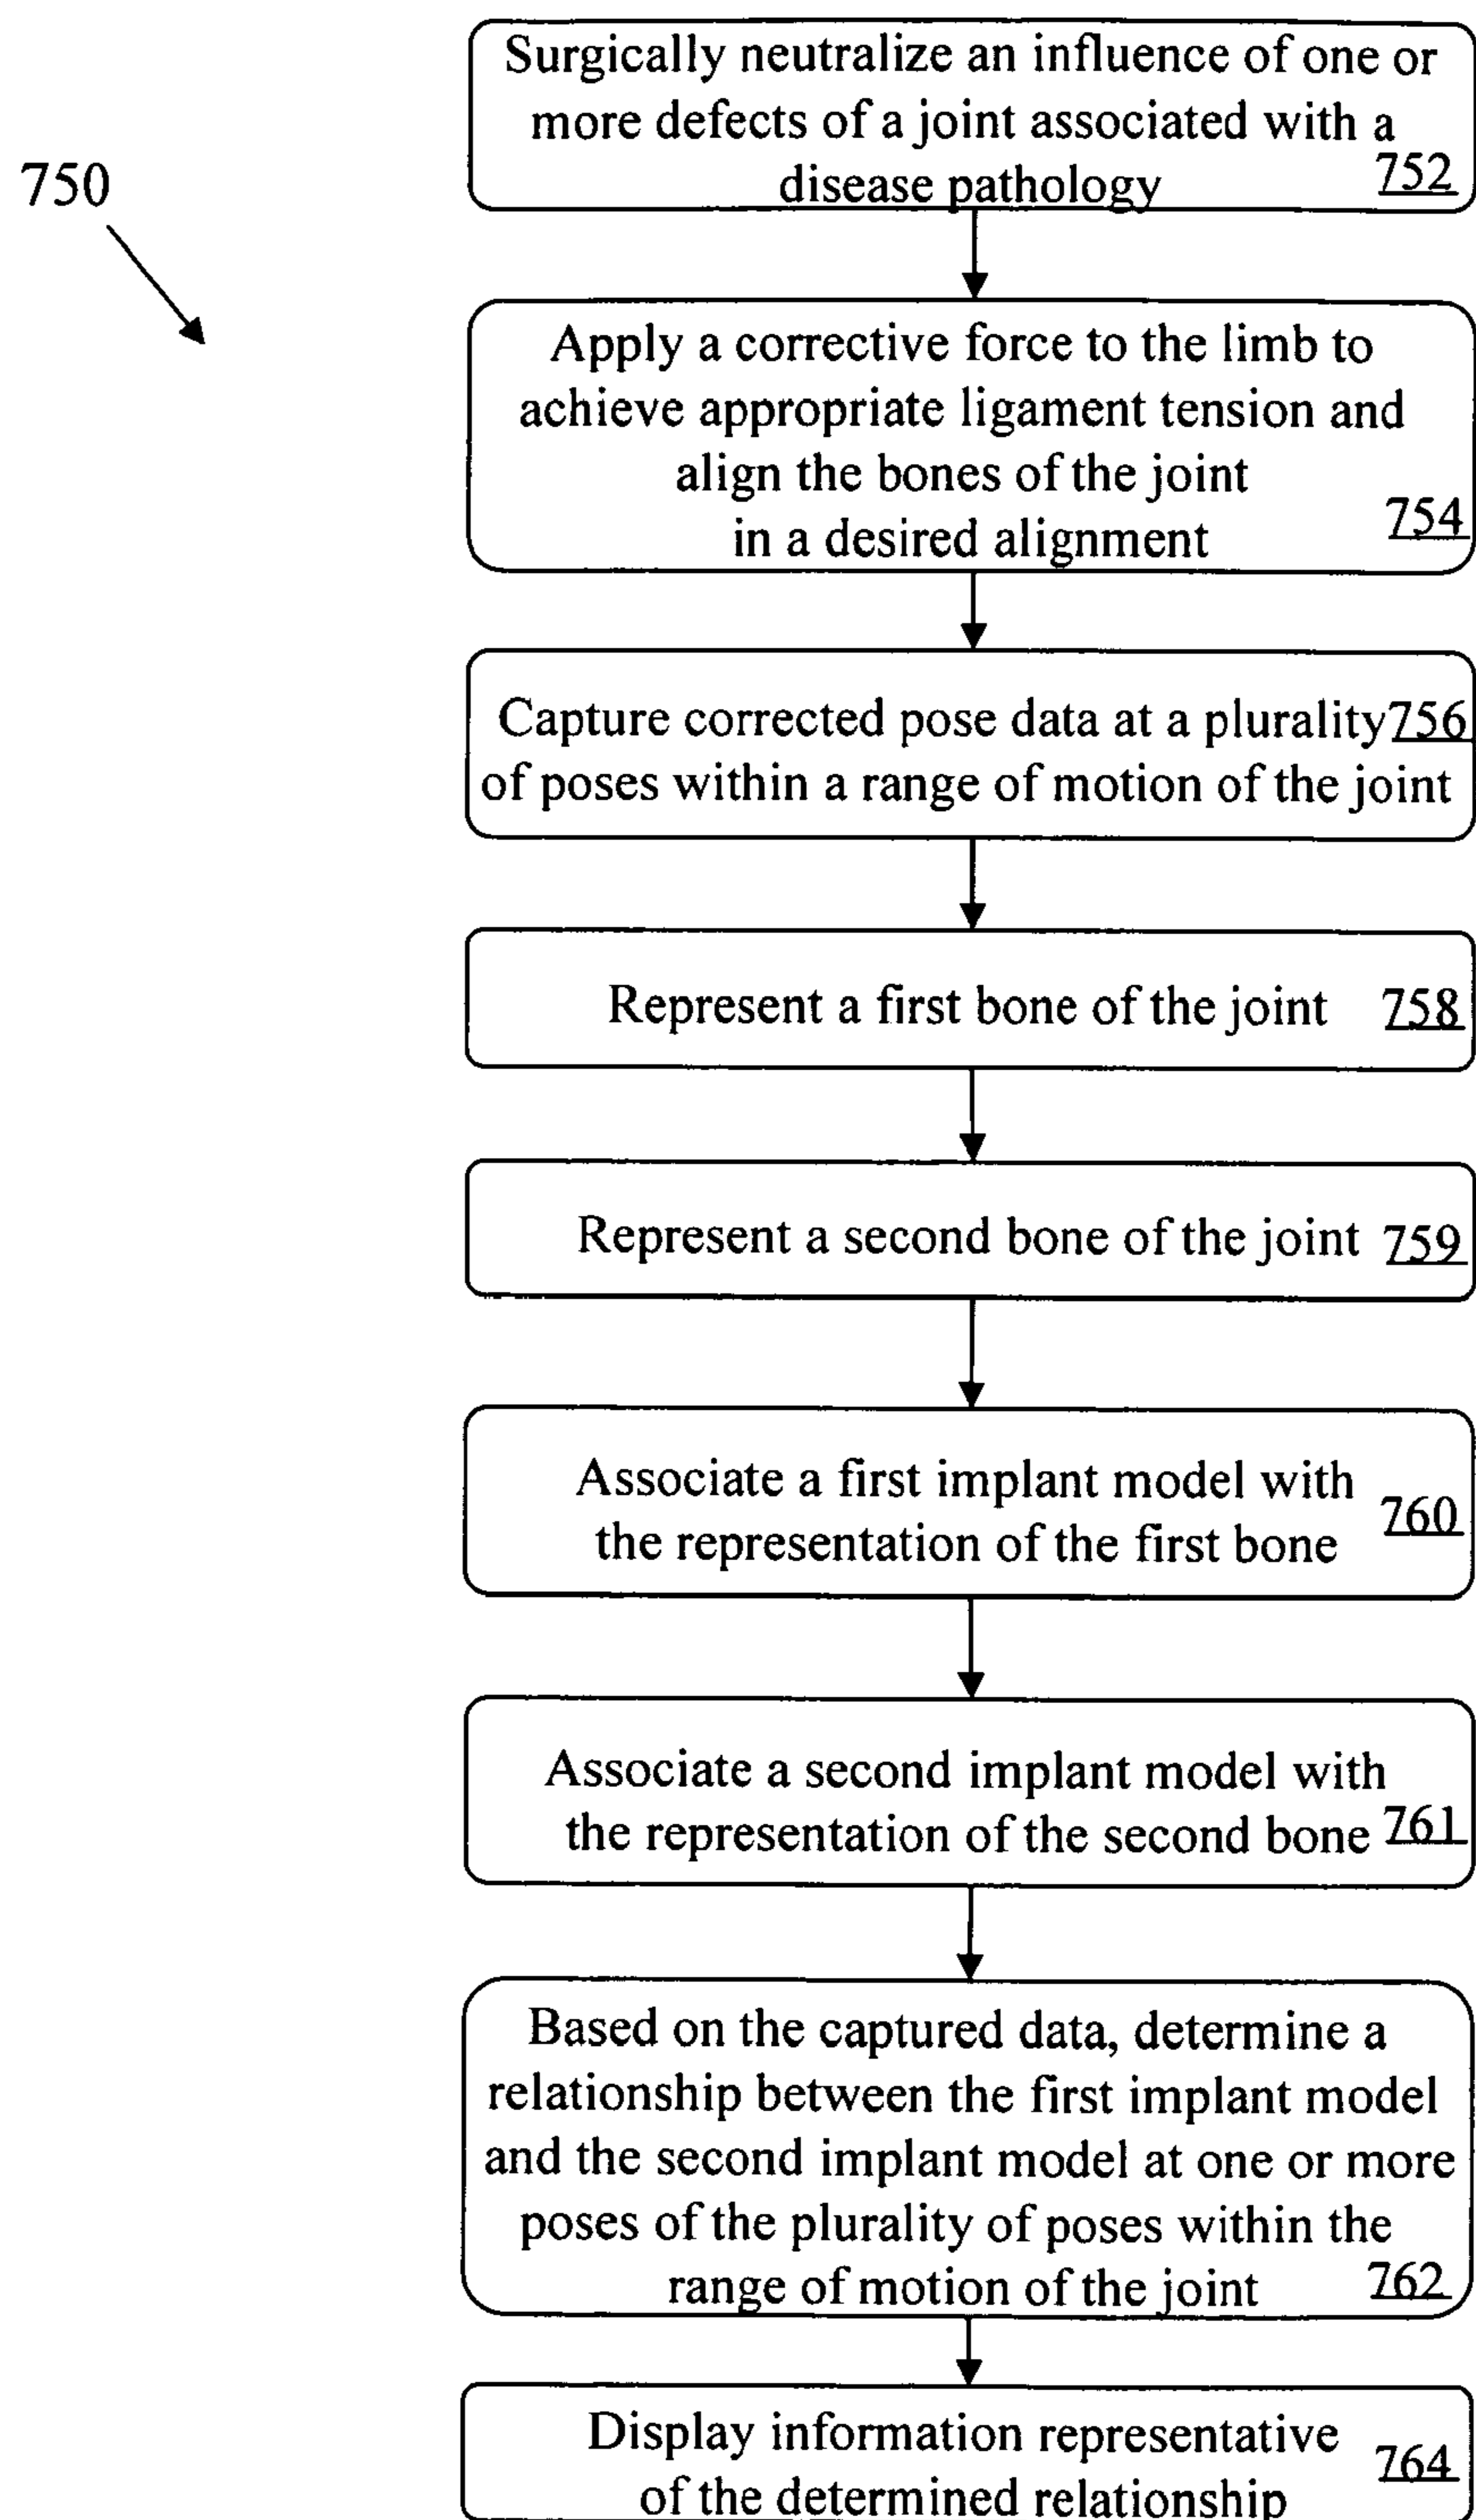 Surgically neutralize an influence of one or
more defects of a joint associated with a
disease pathology 752
750
Apply a corrective force to the limb to
achieve appropriate ligament tension and
align the bones of the joint
in a desired alignment 754
Capture corrected pose data at a plurality 756
of poses within a range of motion of the joint
Represent a first bone of the joint 758
Represent a second bone of the joint 759
Associate a first implant model with
the representation of the first bone 760
Associate a second implant model with
the representation of the second bone 761
Based on the captured data, determine a
relationship between the first implant model
and the second implant model at one or more
poses of the plurality of poses within the
range of motion of the joint 762
Display information representative
of the determined relationship 764